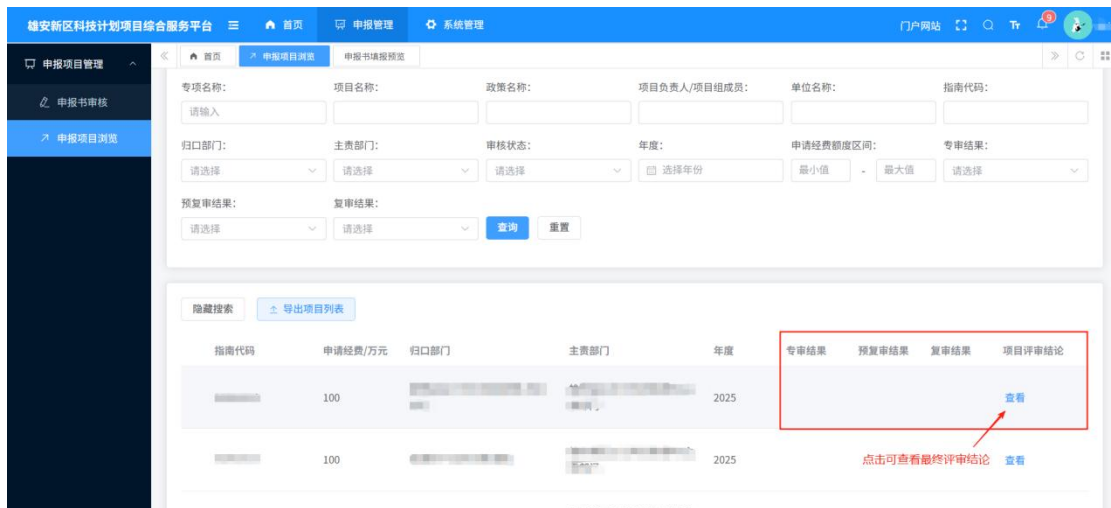 雄安新区科技计划项目综合服务平台 首页 申报管理 系统管理 门户网站 Tr 9
申报项目管理 首页 申报项目浏览 申报书填报预览
申报书审核
申报项目浏览
专项名称: 项目名称: 政策名称: 项目负责人/项目组成员: 单位名称: 指南代码:
请输入
归口部门: 主责部门: 审核状态: 年度: 申请经费额度区间: 专审结果:
请选择 请选择 请选择 选择年份 最小值 - 最大值 请选择
预复审结果: 复审结果:
请选择 请选择 查询 重置
隐藏搜索 导出项目列表
指南代码 申请经费/万元 归口部门 主责部门 年度 专审结果 预复审结果 复审结果 项目评审结论
100 2025 查看
100 2025 点击可查看最终评审结论 查看